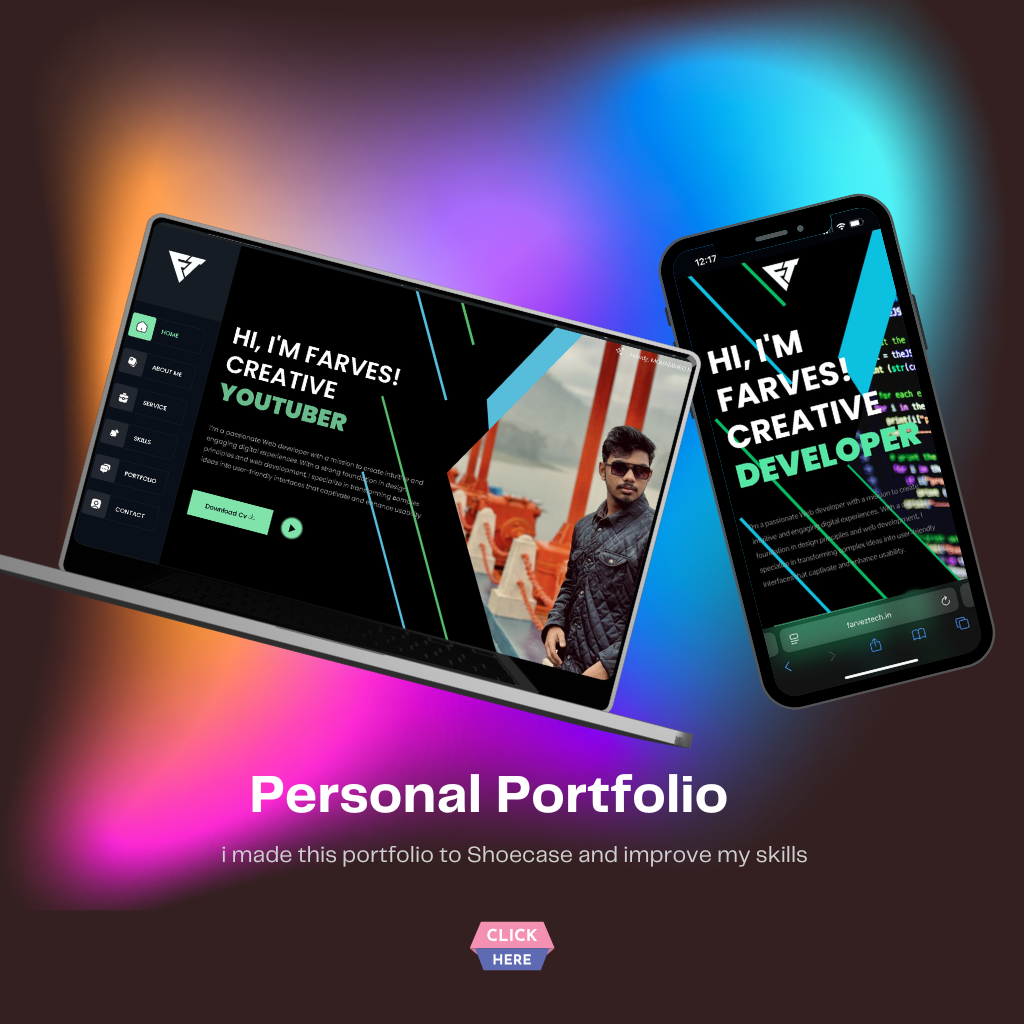 HOME
ABOUT ME
SERVICE
SKILLS
PORTFOLIO
CONTACT
HI, I'M FARVES!
CREATIVE
YOUTUBER
I'm a passionate Web developer with a mission to create intuitive and
engaging digital experiences. With a strong foundation in design
principles and web development, I specialize in transforming complex
ideas into user-friendly interfaces that captivate and enhance usability.
Download Cv
12:17
HI, I'M
FARVES!
CREATIVE
DEVELOPER
I'm a passionate Web developer with a mission to create
intuitive and engaging digital experiences. With a strong
foundation in design principles and web development, I
specialize in transforming complex ideas into user-friendly
interfaces that captivate and enhance usability.
farveztech.in
Personal Portfolio
i made this portfolio to Shoecase and improve my skills
CLICK
HERE